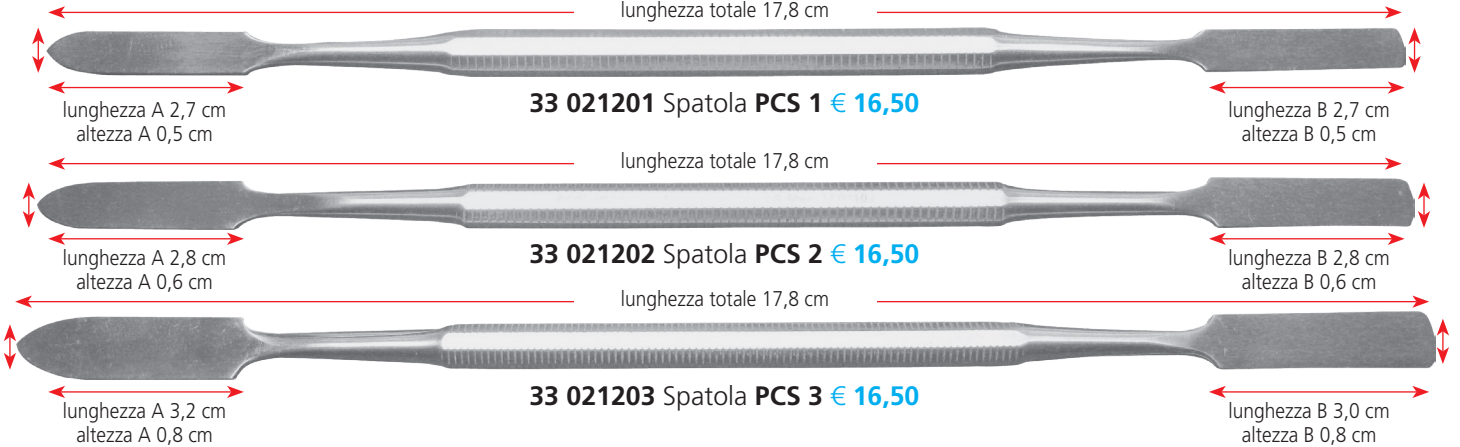 lunghezza totale 17,8 cm
lunghezza A 2,7 cm
altezza A 0,5 cm
33 021201 Spatola PCS 1 € 16,50
lunghezza B 2,7 cm
altezza B 0,5 cm
lunghezza totale 17,8 cm
lunghezza A 2,8 cm
altezza A 0,6 cm
33 021202 Spatola PCS 2 € 16,50
lunghezza B 2,8 cm
altezza B 0,6 cm
lunghezza totale 17,8 cm
lunghezza A 3,2 cm
altezza A 0,8 cm
33 021203 Spatola PCS 3 € 16,50
lunghezza B 3,0 cm
altezza B 0,8 cm